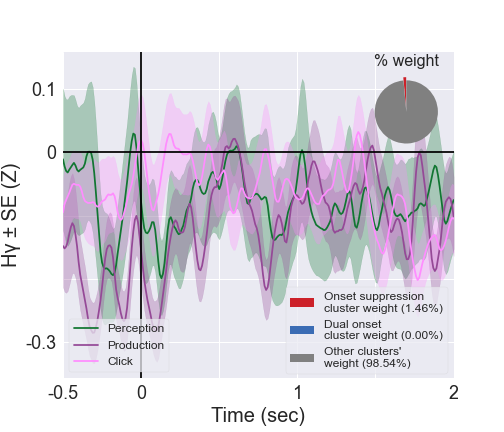 % weight
0.1
0
-0.3
Hγ ± SE (Z)
Perception
Production
Click
Onset suppression
cluster weight (1.46%)
Dual onset
cluster weight (0.00%)
Other clusters'
weight (98.54%)
-0.5
0
1
2
Time (sec)